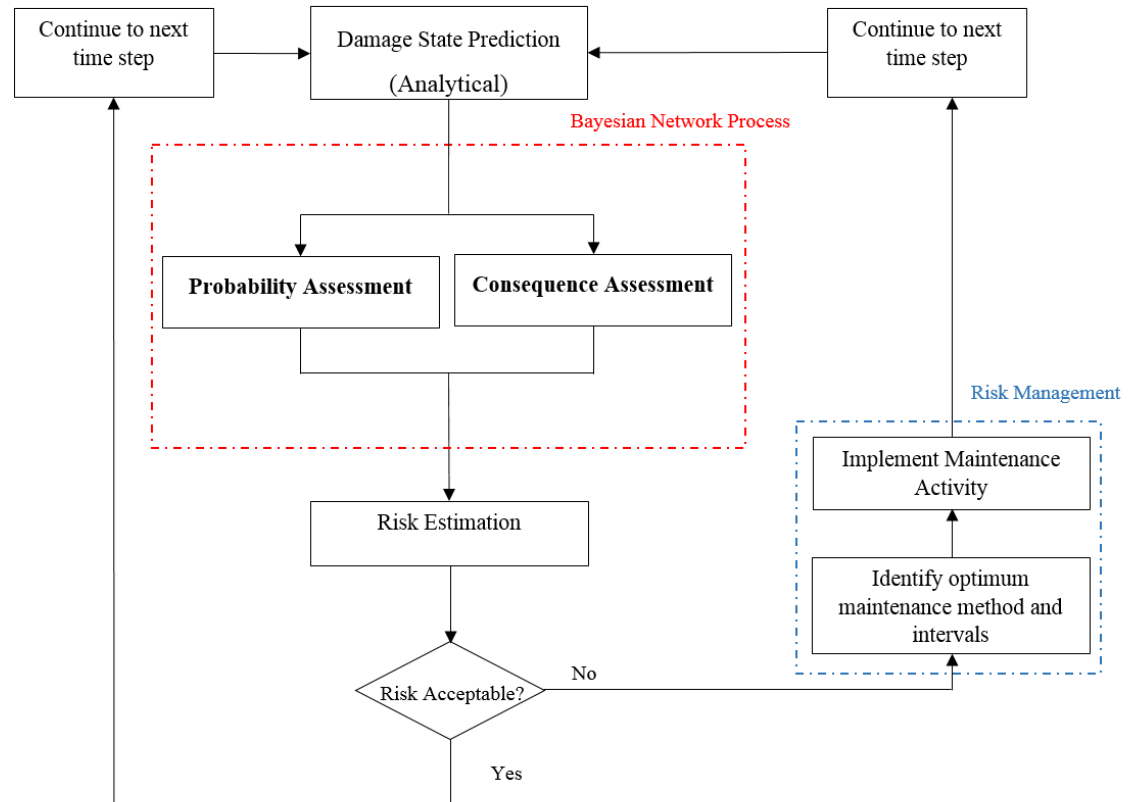 Continue to next
time step
Damage State Prediction
(Analytical)
Continue to next
time step
Bayesian Network Process
Probability Assessment
Consequence Assessment
Risk Management
Implement Maintenance
Activity
Risk Estimation
Identify optimum
maintenance method and
intervals
No
Risk Acceptable?
Yes